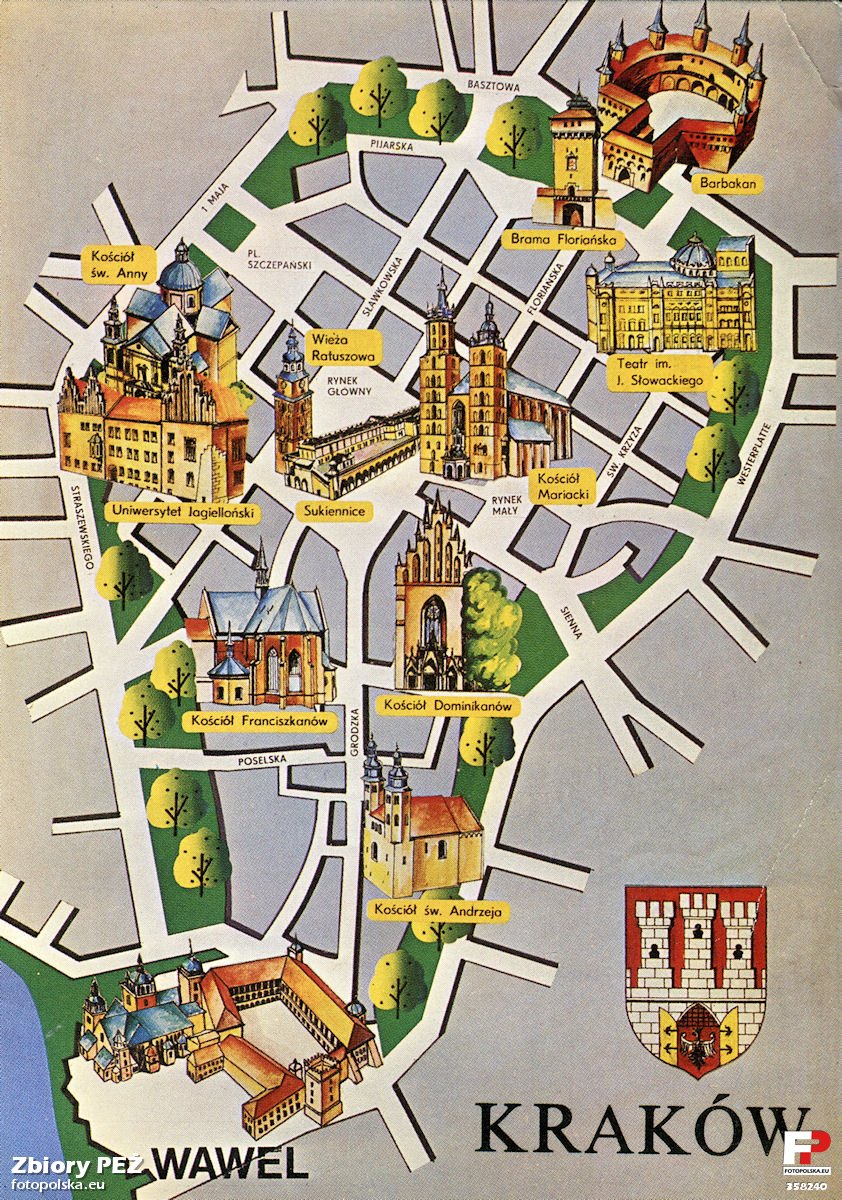 BASZTOWA
PIJARSKA
Barbakan
1 MAJA
Brama Floriańska
Kościół
św. Anny
PL.
SZCZEPAŃSKI
SŁAWKOWSKA
FLORIAŃSKA
Wieża
Ratuszowa
Teatr im.
J. Słowackiego
RYNEK
GŁÓWNY
ŚW. KRZYŻA
WESTERPLATTE
Kościół
Mariacki
Uniwersytet Jagielloński
Sukiennice
RYNEK
MAŁY
STRASZEWSKIEGO
SIENNA
Kościół Franciszkanów
Kościół Dominikanów
GRODZKA
POSELSKA
Kościół św. Andrzeja
KRAKÓW
WAWEL
Zbiory PEŻ
fotopolska.eu
FP
FOTOPOLSKA.EU
358240